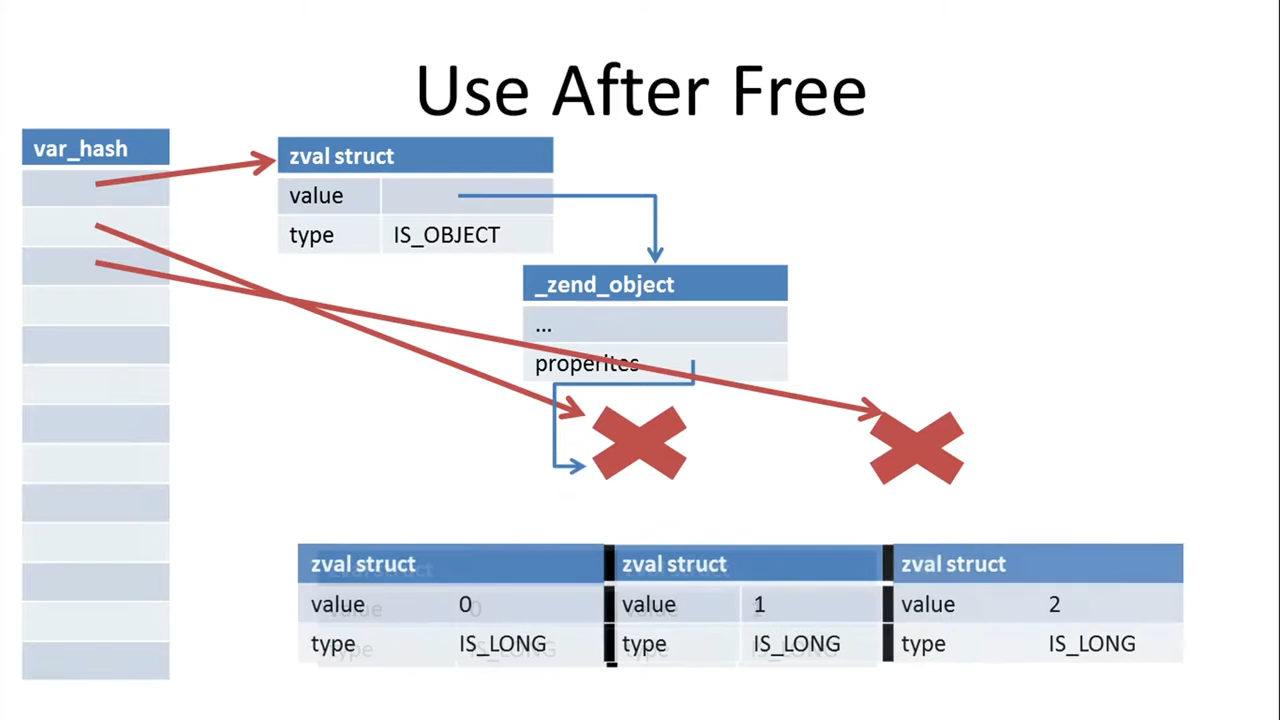 Use After Free
var_hash
zval struct
value
type IS_OBJECT
_zend_object
...
properites
zval struct zval struct zval struct
value 0 value 1 value 2
type IS_LONG type IS_LONG type IS_LONG